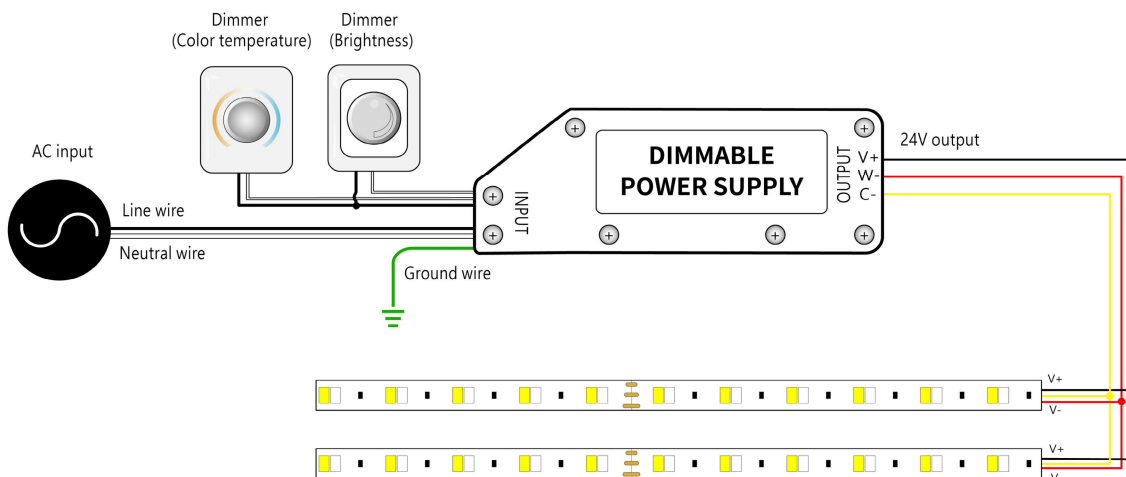 Dimmer
(Color temperature)
Dimmer
(Brightness)
AC input
Line wire
Neutral wire
Ground wire
INPUT
DIMMABLE
POWER SUPPLY
OUTPUT
V+
W-
C-
24V output
V+
V-
V+